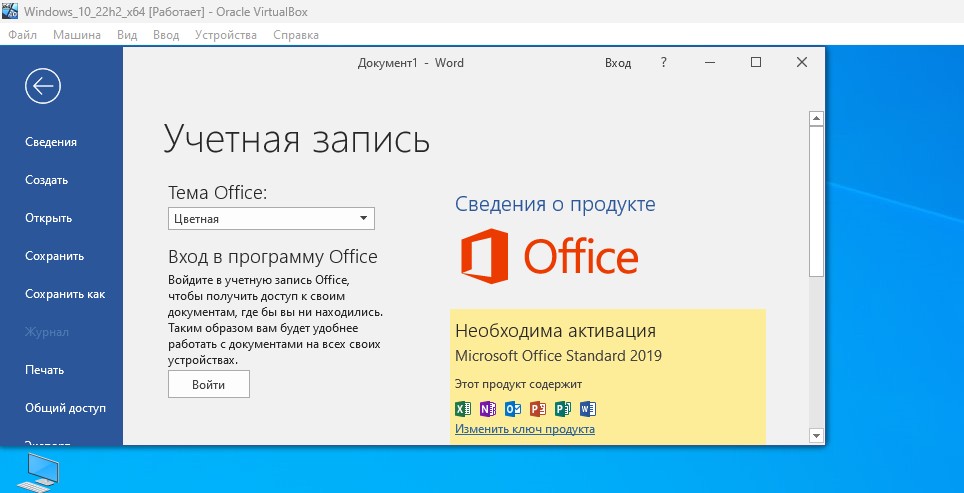 Windows_10_22h2_x64 [Работает] - Oracle VirtualBox
Файл Машина Вид Ввод Устройства Справка
Документ1 - Word Вход ?
Сведения
Создать
Открыть
Сохранить
Сохранить как
Журнал
Печать
Общий доступ
Экспорт
Учетная запись
Тема Office:
Цветная
Вход в программу Office
Войдите в учетную запись Office,
чтобы получить доступ к своим
документам, где бы вы ни находились.
Таким образом вам будет удобнее
работать с документами на всех своих
устройствах.
Войти
Сведения о продукте
Office
Необходима активация
Microsoft Office Standard 2019
Этот продукт содержит
Изменить ключ продукта